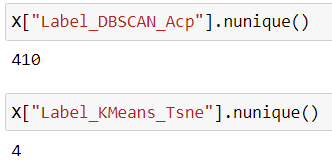 X["Label_DBSCAN_Acp"].nunique()
410
X["Label_KMeans_Tsne"].nunique()
4